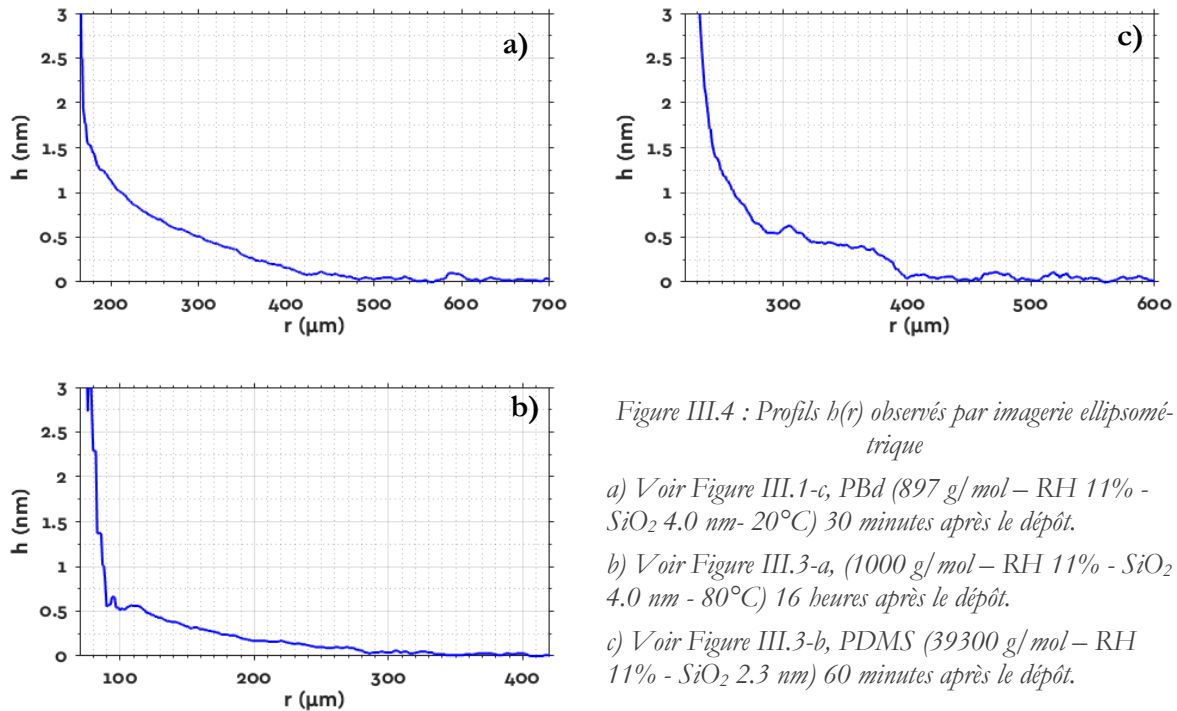 a)
3
2.5
2
1.5
1
0.5
0
h (nm)
200 300 400 500 600 700
r (µm)
c)
3
2.5
2
1.5
1
0.5
0
h (nm)
300 400 500 600
r (µm)
b)
3
2.5
2
1.5
1
0.5
0
h (nm)
100 200 300 400
r (µm)
Figure III.4 : Profils h(r) observés par imagerie ellipsomé-
trique
a) Voir Figure III.1-c, PBd (897 g/mol – RH 11% -
SiO₂ 4.0 nm- 20°C) 30 minutes après le dépôt.
b) Voir Figure III.3-a, (1000 g/mol – RH 11% - SiO₂
4.0 nm - 80°C) 16 heures après le dépôt.
c) Voir Figure III.3-b, PDMS (39300 g/mol – RH
11% - SiO₂ 2.3 nm) 60 minutes après le dépôt.